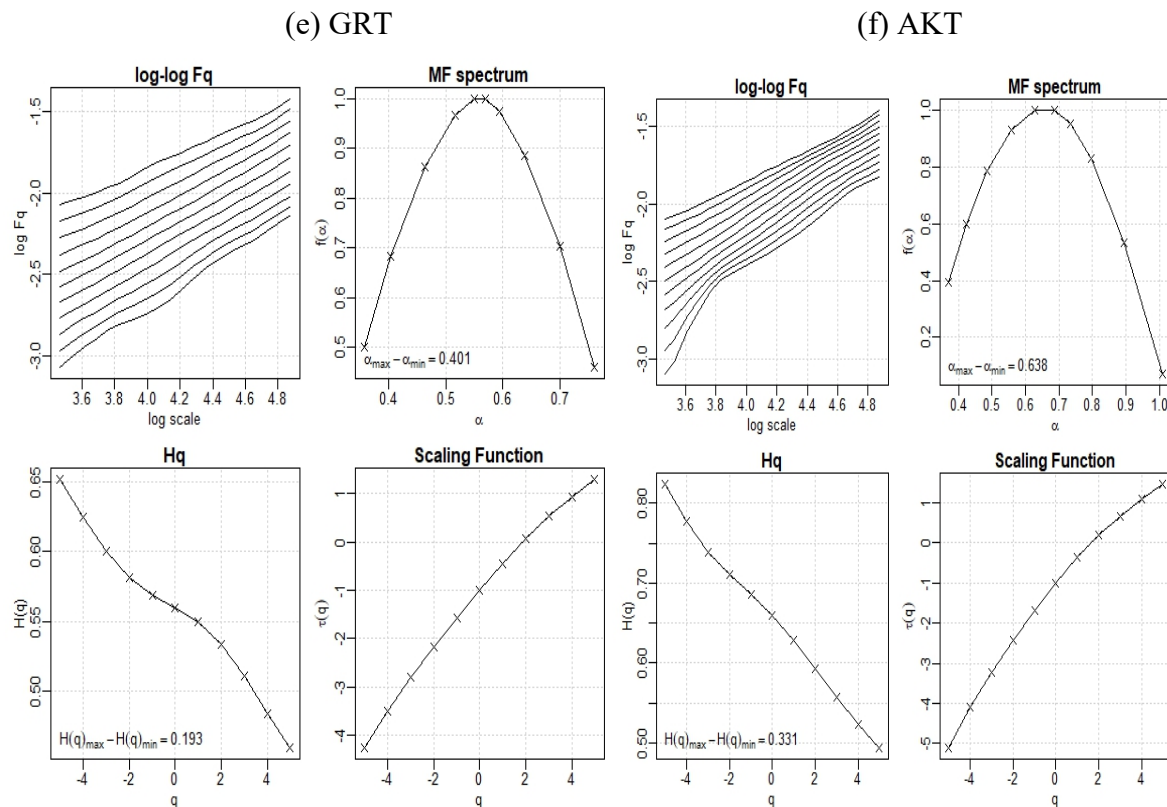 (e) GRT
(f) AKT
log-log Fq
log Fq
-1.5
-2.0
-2.5
-3.0
3.6 3.8 4.0 4.2 4.4 4.6 4.8
log scale
MF spectrum
f(α)
1.0
0.9
0.8
0.7
0.6
0.5
αmax − αmin = 0.401
0.4 0.5 0.6 0.7
α
log-log Fq
log Fq
-1.5
-2.0
-2.5
-3.0
3.6 3.8 4.0 4.2 4.4 4.6 4.8
log scale
MF spectrum
f(α)
1.0
0.8
0.6
0.4
0.2
αmax − αmin = 0.638
0.4 0.5 0.6 0.7 0.8 0.9 1.0
α
Hq
H(q)
0.65
0.60
0.55
0.50
H(q)max − H(q)min = 0.193
-4 -2 0 2 4
q
Scaling Function
τ(q)
1
0
-1
-2
-3
-4
-4 -2 0 2 4
q
Hq
H(q)
0.80
0.70
0.60
0.50
H(q)max − H(q)min = 0.331
-4 -2 0 2 4
q
Scaling Function
τ(q)
1
0
-1
-2
-3
-4
-5
-4 -2 0 2 4
q